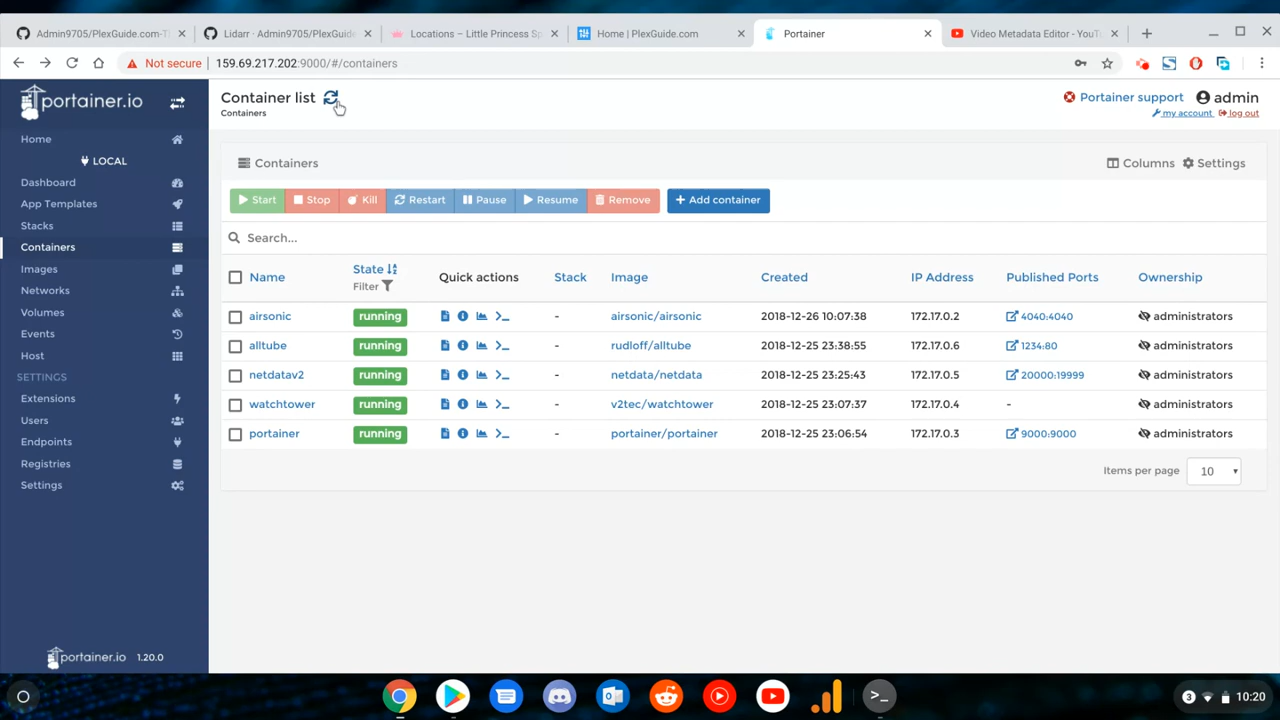 Admin9705/PlexGuide.com-T
Lidarr · Admin9705/PlexGuide
Locations – Little Princess Sp
Home | PlexGuide.com
Portainer
Video Metadata Editor - YouT
Not secure
159.69.217.202:9000/#/containers
portainer.io
Home
LOCAL
Dashboard
App Templates
Stacks
Containers
Images
Networks
Volumes
Events
Host
SETTINGS
Extensions
Users
Endpoints
Registries
Settings
portainer.io 1.20.0
Container list
Containers
Portainer support
admin
my account
log out
Containers
Columns
Settings
Start Stop Kill Restart Pause Resume Remove Add container
Search...
Name State Quick actions Stack Image Created IP Address Published Ports Ownership
Filter
airsonic running - airsonic/airsonic 2018-12-26 10:07:38 172.17.0.2 4040:4040 administrators
alltube running - rudloff/alltube 2018-12-25 23:38:55 172.17.0.6 1234:80 administrators
netdatav2 running - netdata/netdata 2018-12-25 23:25:43 172.17.0.5 20000:19999 administrators
watchtower running - v2tec/watchtower 2018-12-25 23:07:37 172.17.0.4 - administrators
portainer running - portainer/portainer 2018-12-25 23:06:54 172.17.0.3 9000:9000 administrators
Items per page 10
3 10:20